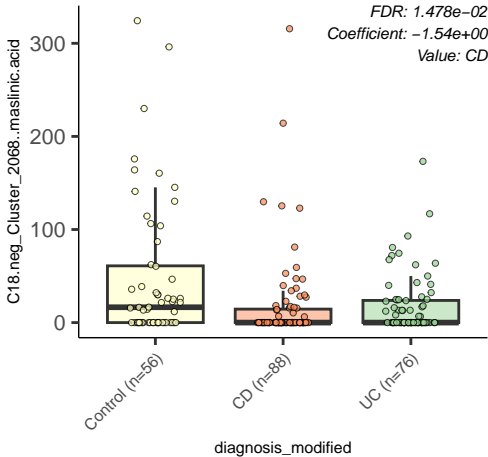 FDR: 1.478e−02
Coefficient: −1.54e+00
Value: CD
C18.neg_Cluster_2068..maslinic.acid
300
200
100
0
Control (n=56)
CD (n=88)
UC (n=76)
diagnosis_modified